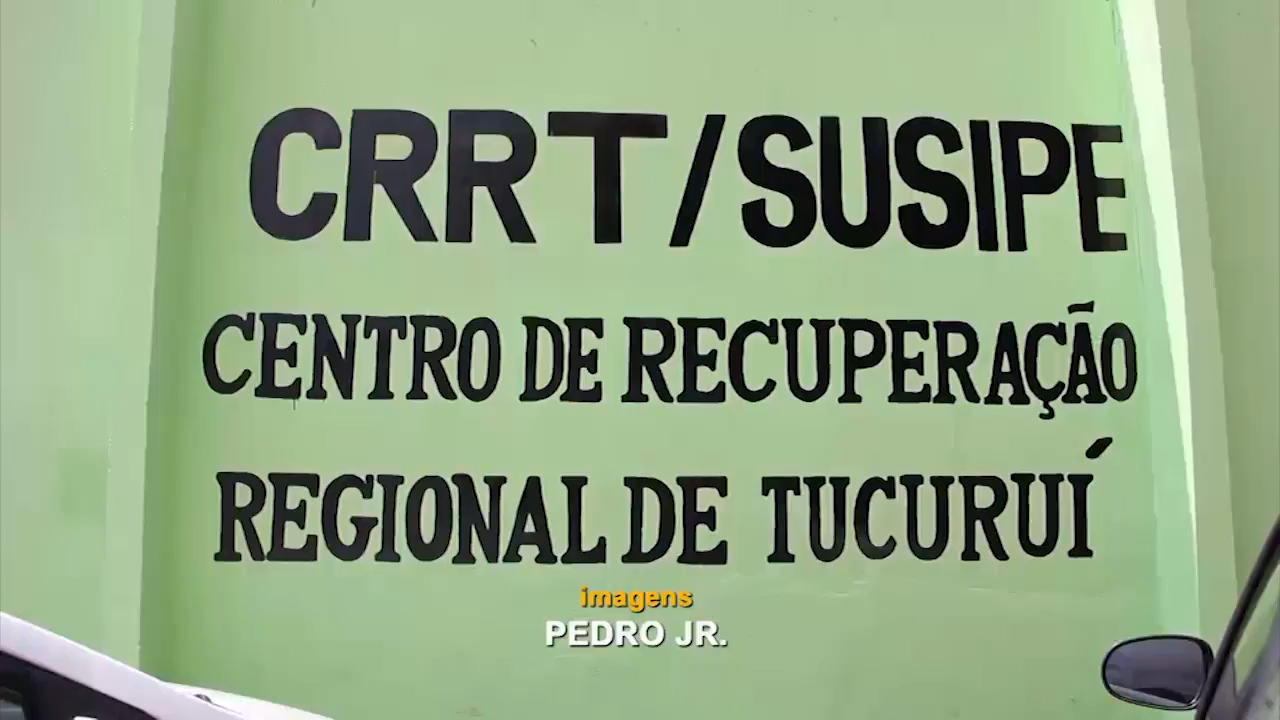 CRRT/SUSIPE
CENTRO DE RECUPERAÇÃO
REGIONAL DE TUCURUÍ
imagens
PEDRO JR.